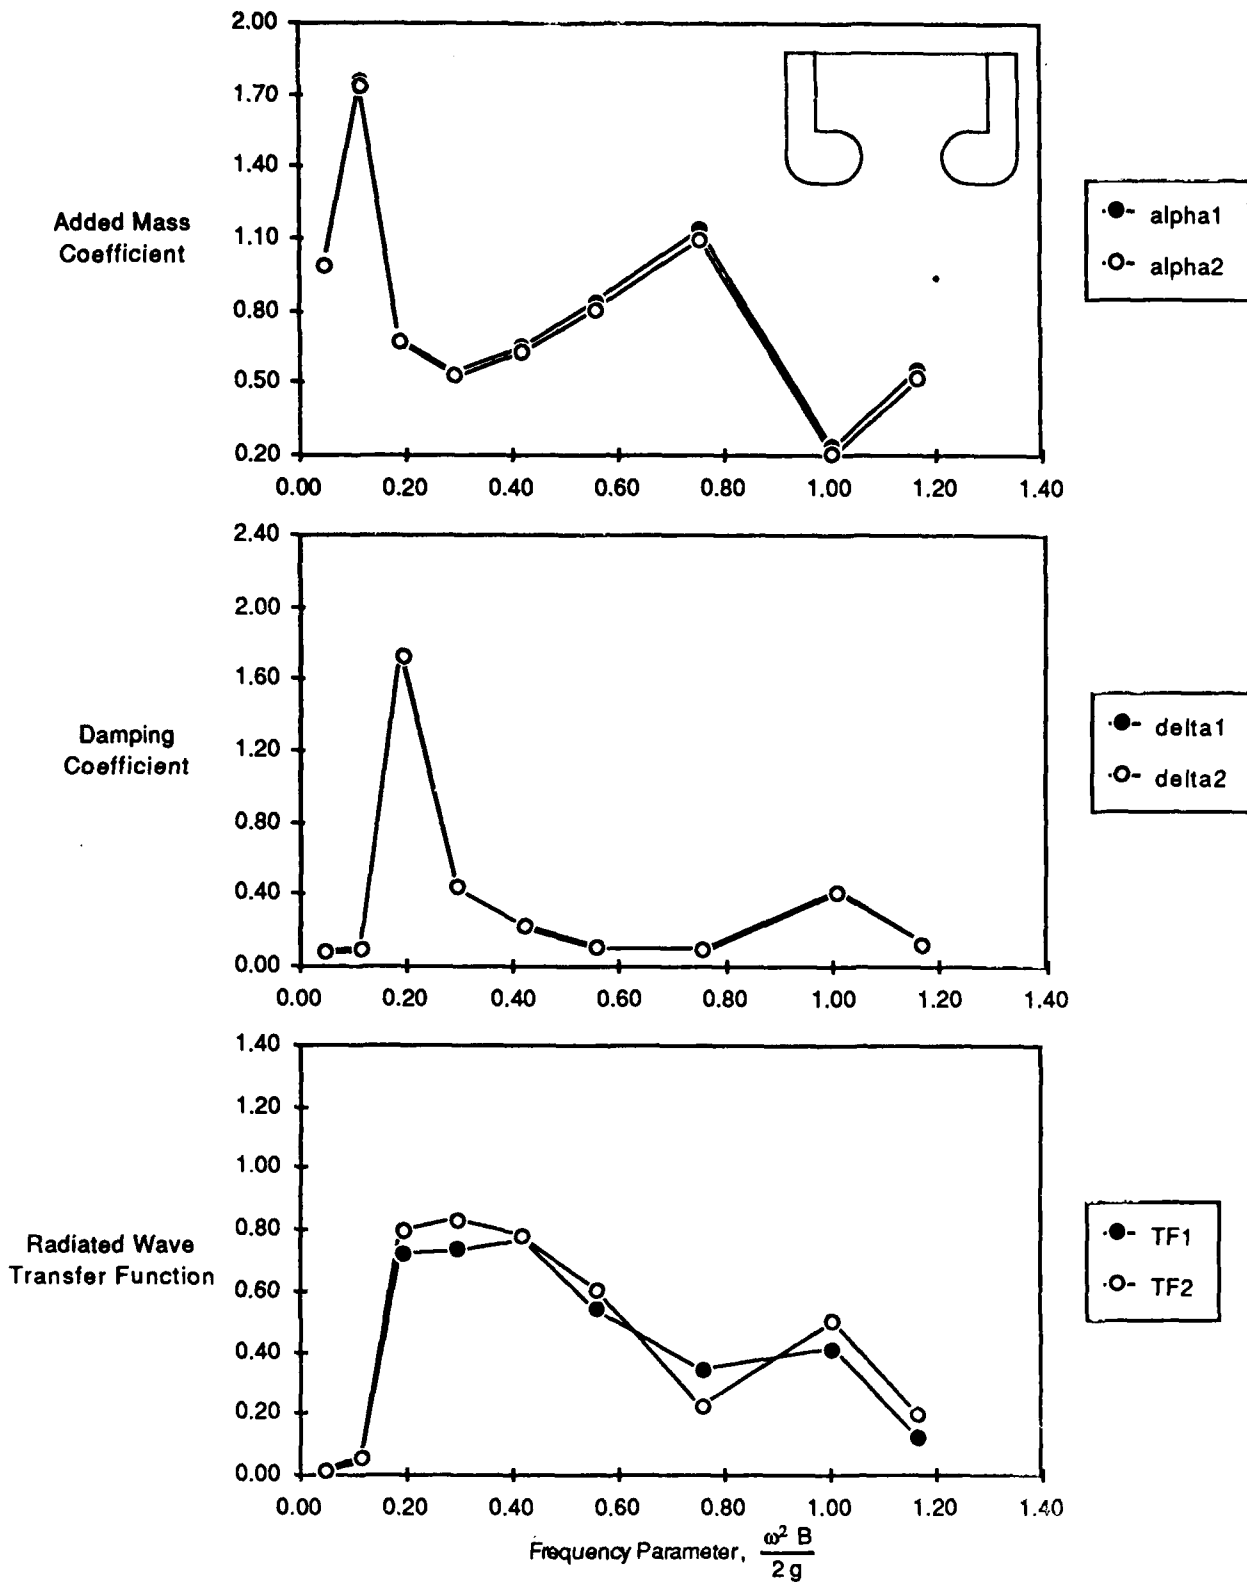 2.00
1.70
1.40
1.10
0.80
0.50
0.20
Added Mass
Coefficient
0.00 0.20 0.40 0.60 0.80 1.00 1.20 1.40
alpha1
alpha2
2.40
2.00
1.60
1.20
0.80
0.40
0.00
Damping
Coefficient
0.00 0.20 0.40 0.60 0.80 1.00 1.20 1.40
delta1
delta2
1.40
1.20
1.00
0.80
0.60
0.40
0.20
0.00
Radiated Wave
Transfer Function
0.00 0.20 0.40 0.60 0.80 1.00 1.20 1.40
TF1
TF2
Frequency Parameter, ω² B
2 g